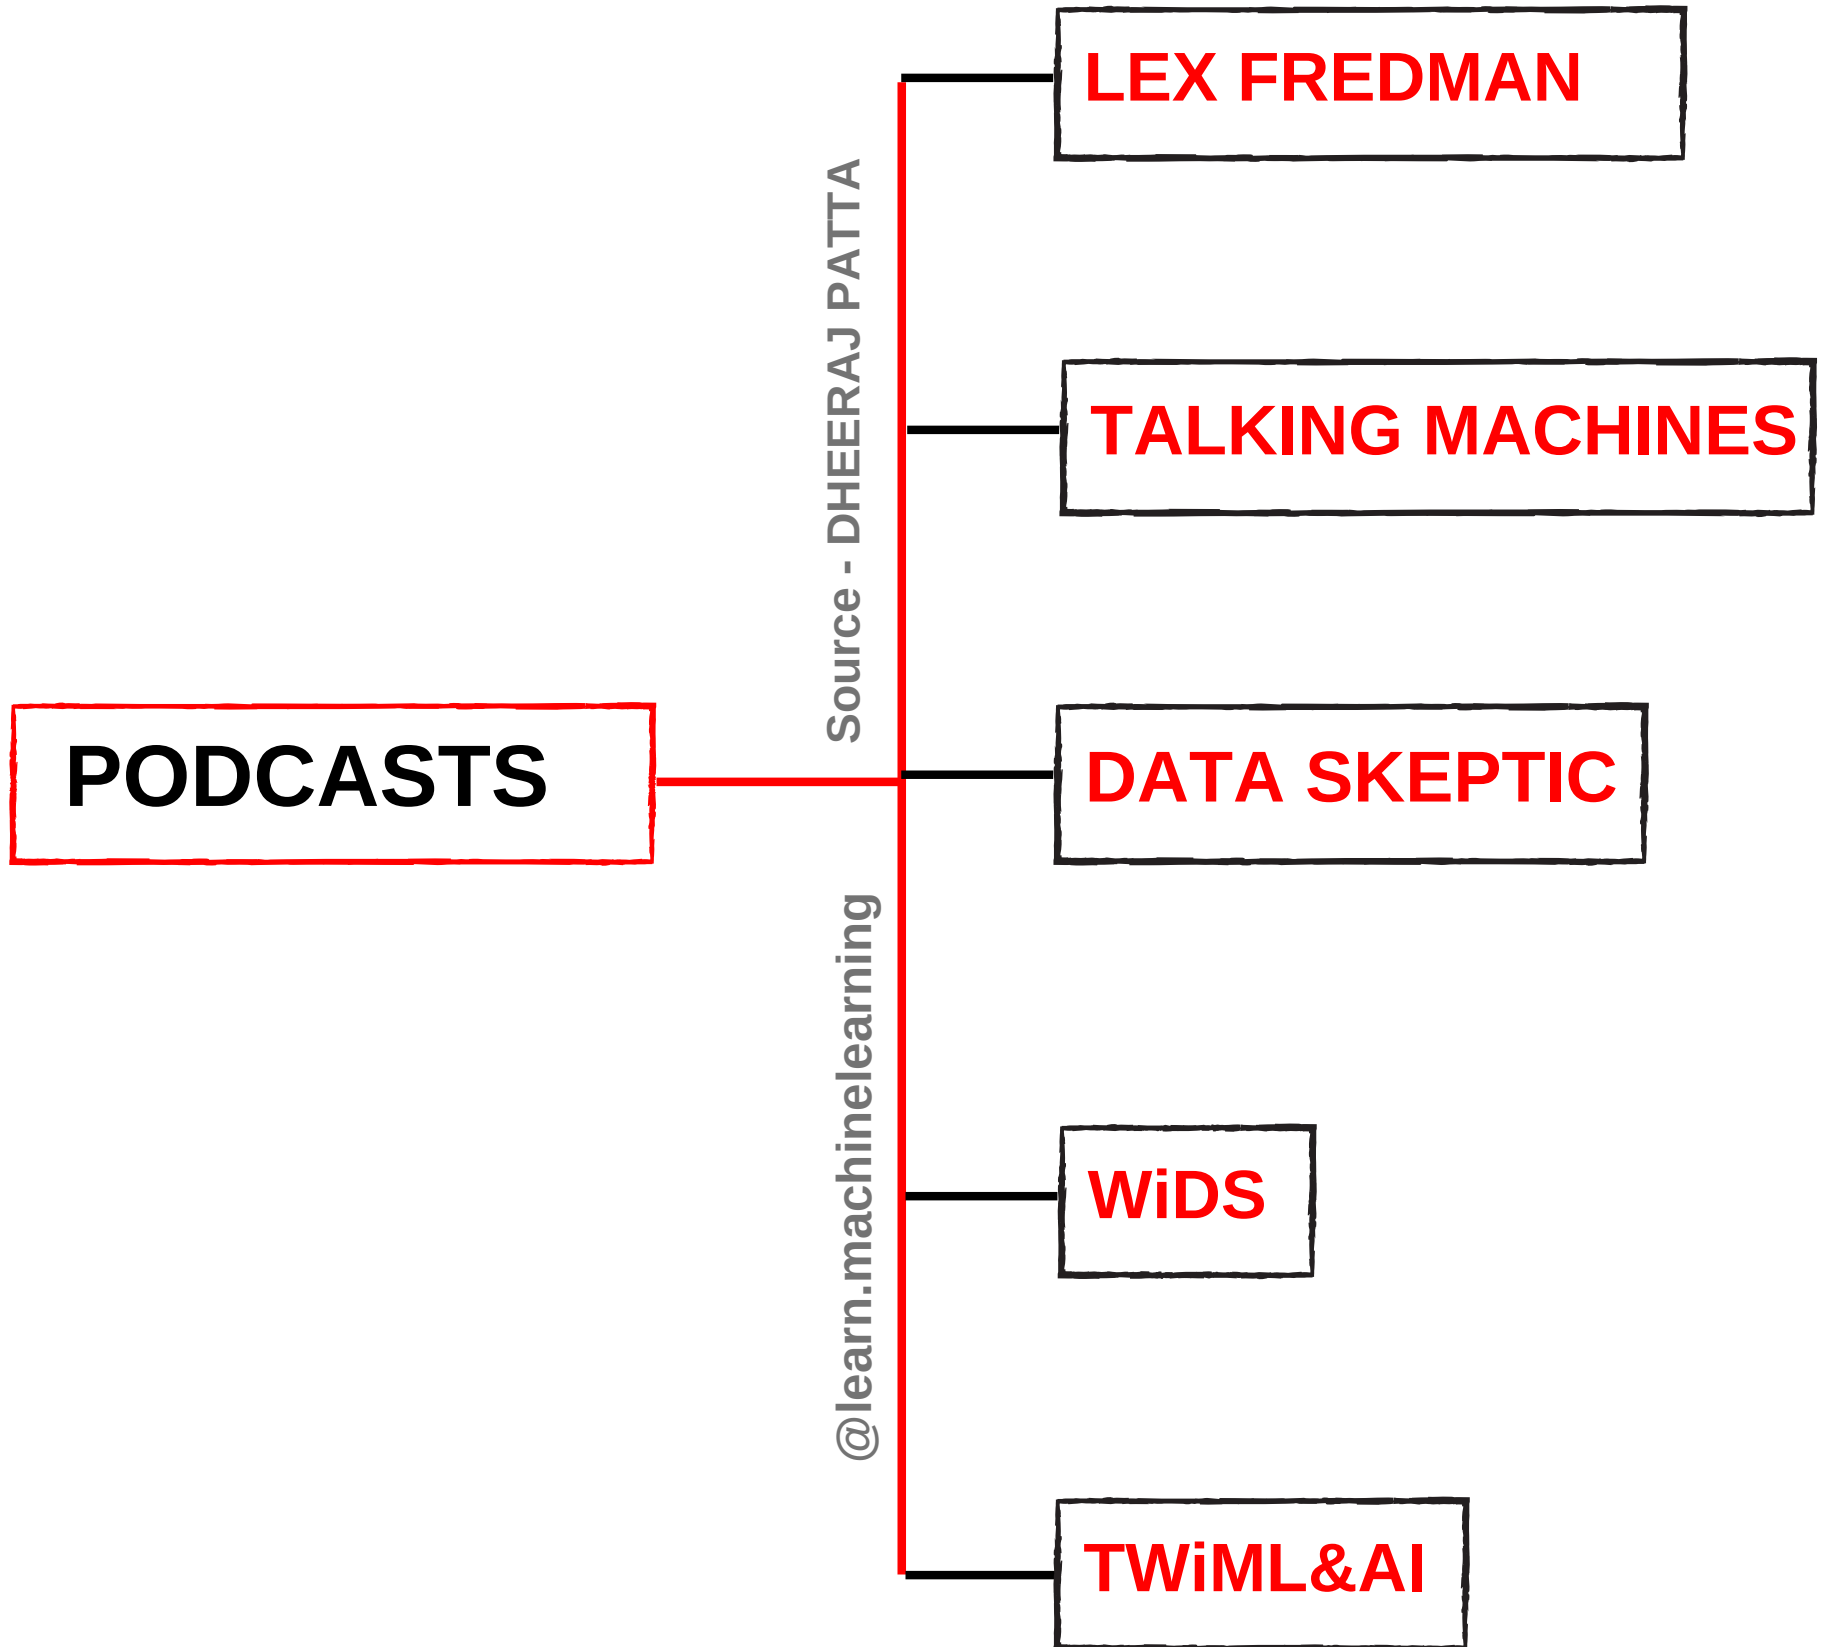 LEX FREDMAN
TALKING MACHINES
Source - DHEERAJ PATTA
PODCASTS
DATA SKEPTIC
@learn.machinelearning
WiDS
TWiML&AI